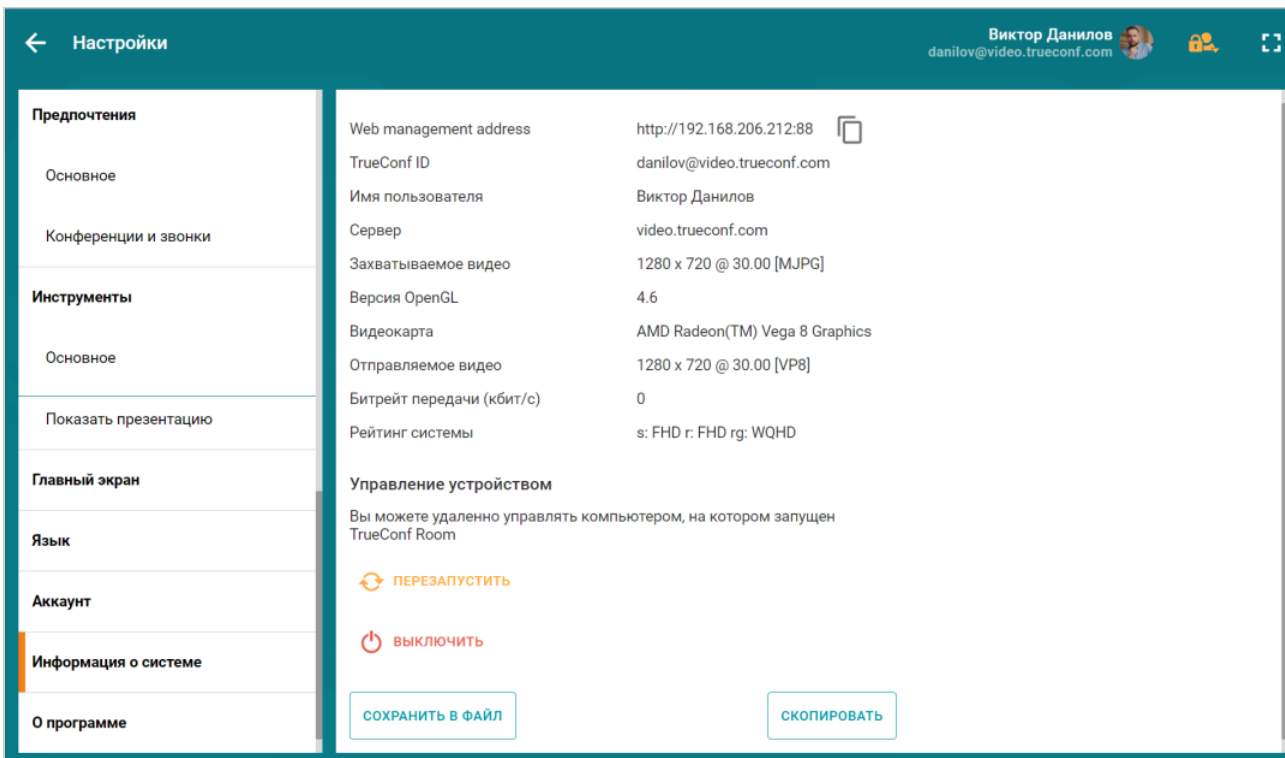 Настройки
Виктор Данилов
danilov@video.trueconf.com
Предпочтения
Основное
Конференции и звонки
Инструменты
Основное
Показать презентацию
Главный экран
Язык
Аккаунт
Информация о системе
О программе
Web management address http://192.168.206.212:88
TrueConf ID danilov@video.trueconf.com
Имя пользователя Виктор Данилов
Сервер video.trueconf.com
Захватываемое видео 1280 x 720 @ 30.00 [MJPG]
Версия OpenGL 4.6
Видеокарта AMD Radeon(TM) Vega 8 Graphics
Отправляемое видео 1280 x 720 @ 30.00 [VP8]
Битрейт передачи (кбит/с) 0
Рейтинг системы s: FHD r: FHD rg: WQHD
Управление устройством
Вы можете удаленно управлять компьютером, на котором запущен
TrueConf Room
ПЕРЕЗАПУСТИТЬ
ВЫКЛЮЧИТЬ
СОХРАНИТЬ В ФАЙЛ
СКОПИРОВАТЬ